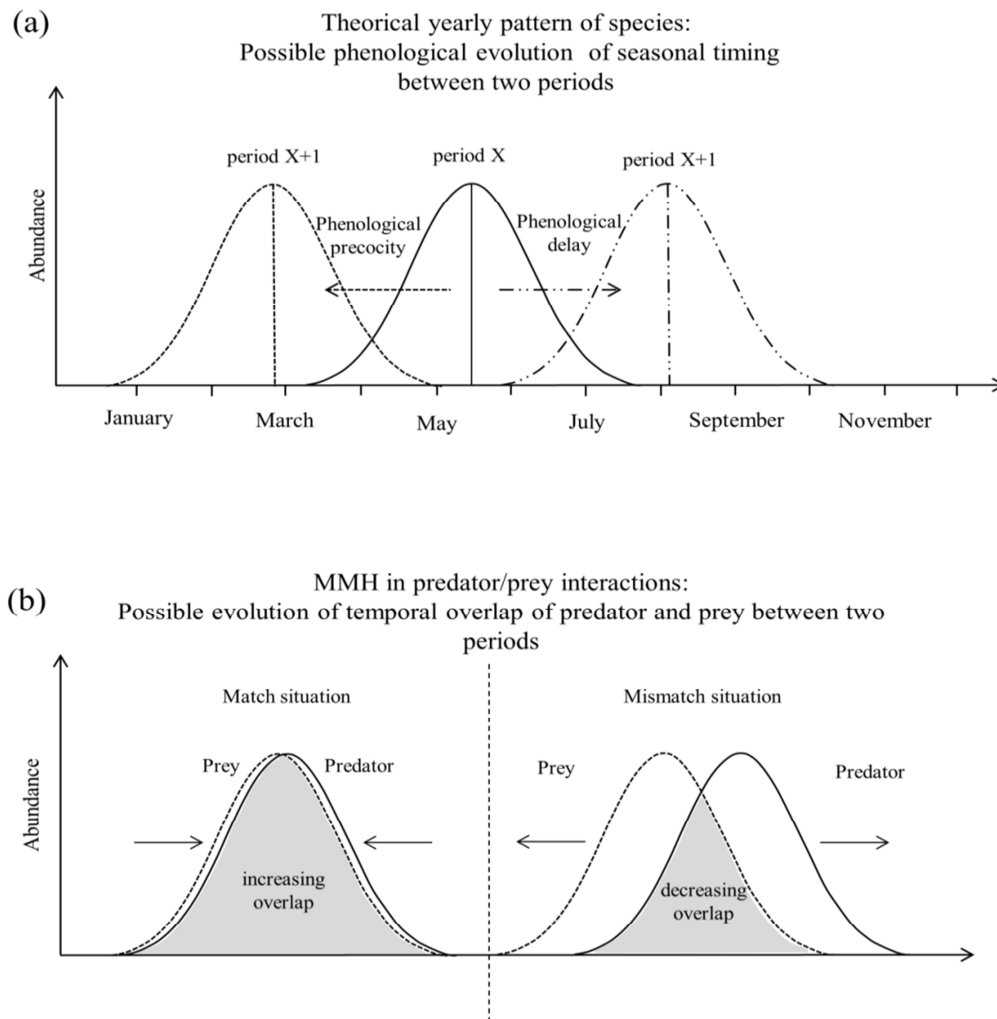 (a)
Theorical yearly pattern of species:
Possible phenological evolution of seasonal timing
between two periods
period X+1
period X
period X+1
Phenological
precocity
Phenological
delay
Abundance
January
March
May
July
September
November
(b)
MMH in predator/prey interactions:
Possible evolution of temporal overlap of predator and prey between two
periods
Match situation
Mismatch situation
Prey
Predator
Prey
Predator
Abundance
increasing
overlap
decreasing
overlap